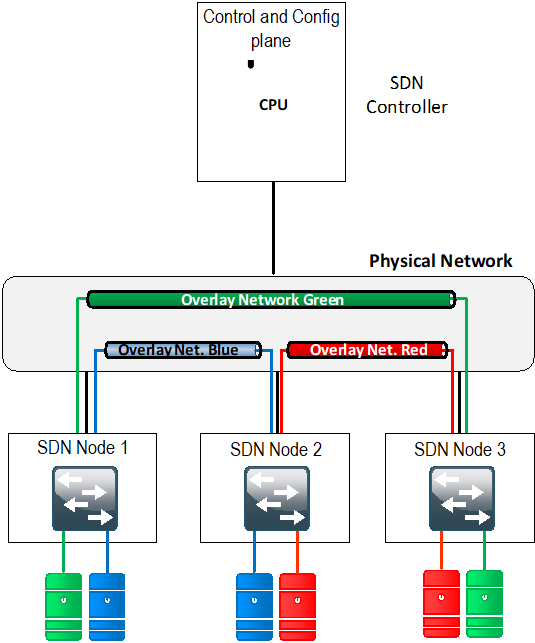 Control and Config
plane
CPU
SDN
Controller
Physical Network
Overlay Network Green
Overlay Net. Blue
Overlay Net. Red
SDN Node 1
SDN Node 2
SDN Node 3